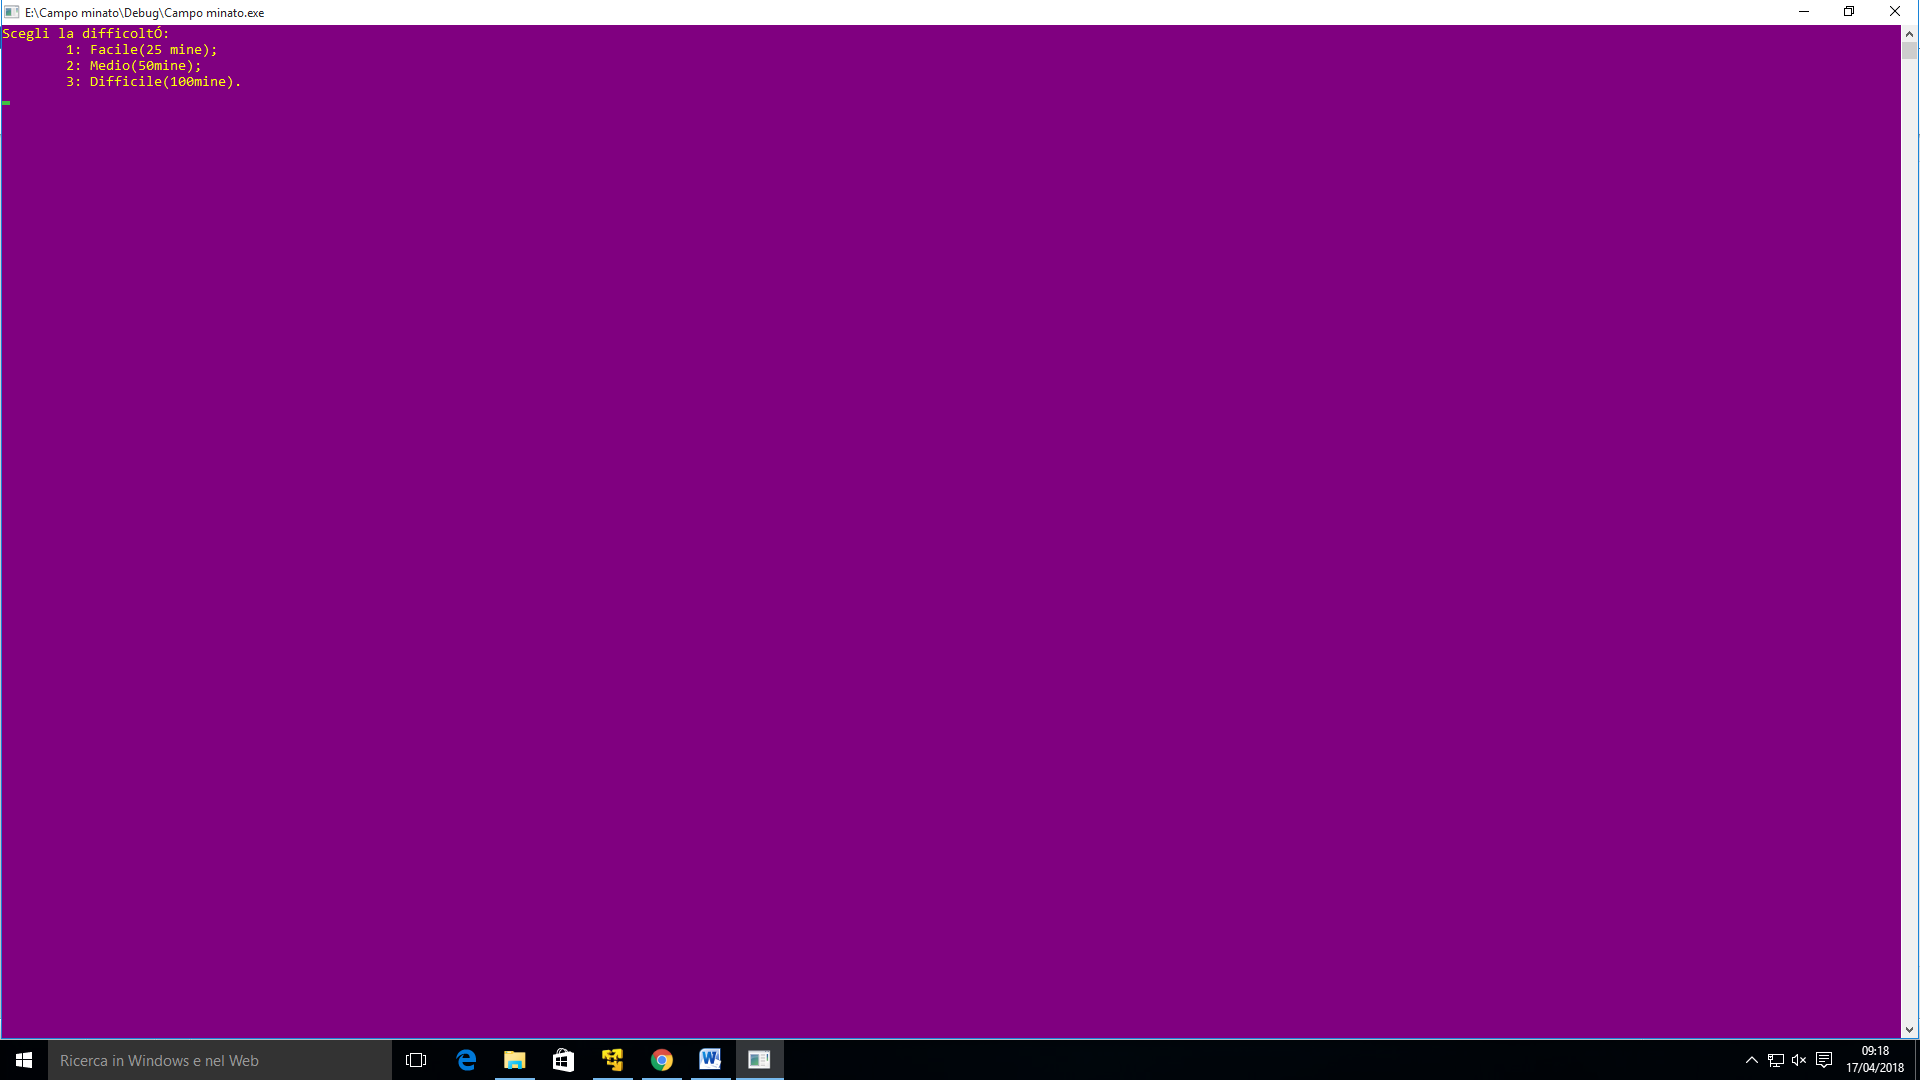 E:\Campo minato\Debug\Campo minato.exe
Scegli la difficoltÓ:
1: Facile(25 mine);
2: Medio(50mine);
3: Difficile(100mine).
Ricerca in Windows e nel Web
09:18
17/04/2018